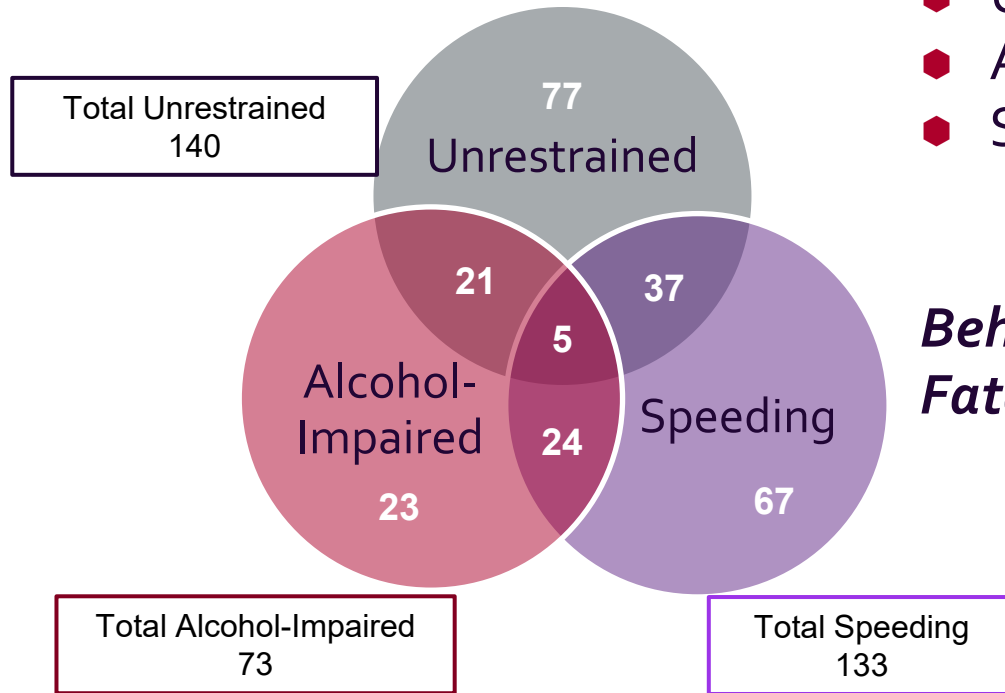 77
Total Unrestrained
140
Unrestrained
21
37
5
Alcohol-
Impaired
Speeding
24
23
67
Total Alcohol-Impaired
73
Total Speeding
133